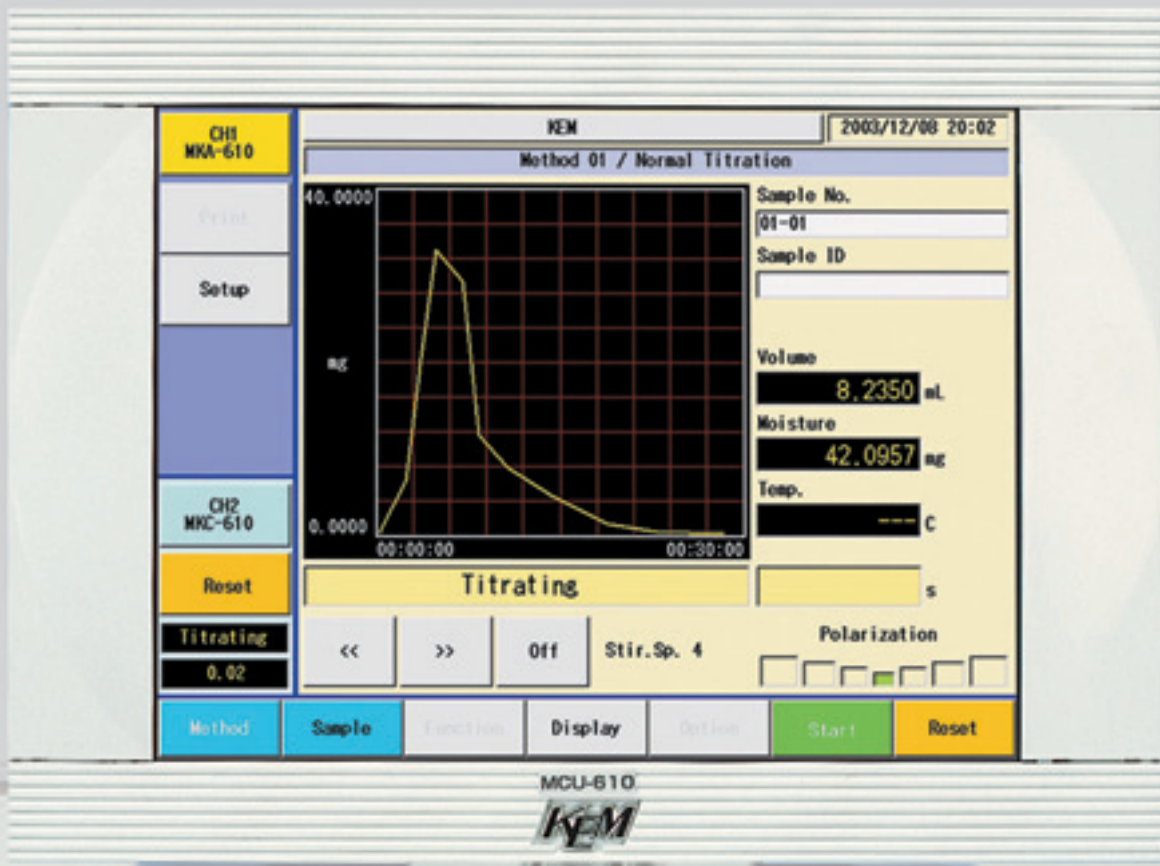 CH1
MKA-610
Print
Setup
CH2
MKC-610
Reset
Titrating
0.02
KEM
2003/12/08 20:02
Method 01 / Normal Titration
40.0000
mg
0.0000
00:00:00
00:30:00
Sample No.
01-01
Sample ID
Volume
8.2350 mL
Moisture
42.0957 mg
Temp.
--- C
Titrating
s
<<
>>
Off
Stir.Sp. 4
Polarization
Method
Sample
Function
Display
Option
Start
Reset
MCU-610
KEM